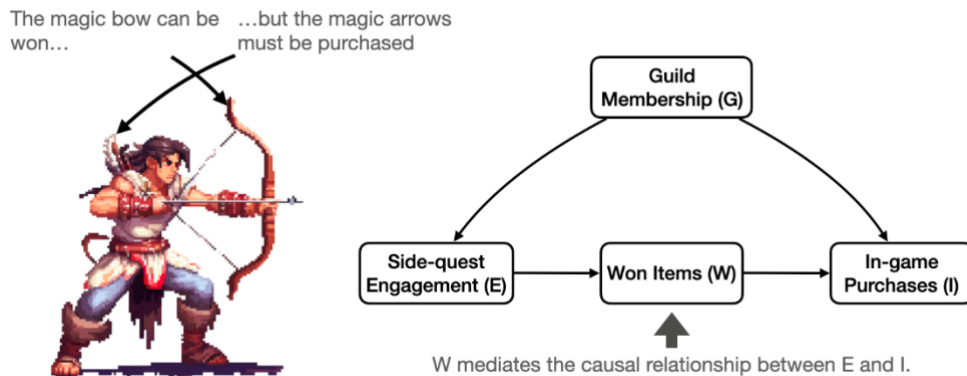 The magic bow can be
won…
…but the magic arrows
must be purchased
Guild
Membership (G)
Side-quest
Engagement (E)
Won Items (W)
In-game
Purchases (I)
W mediates the causal relationship between E and I.